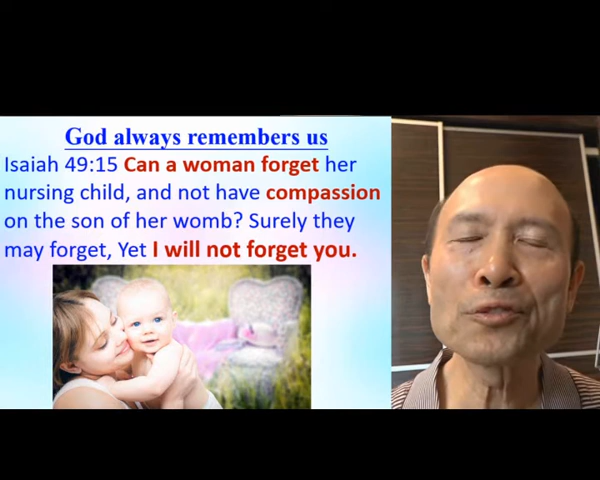 God always remembers us
Isaiah 49:15 Can a woman forget her
nursing child, and not have compassion
on the son of her womb? Surely they
may forget, Yet I will not forget you.